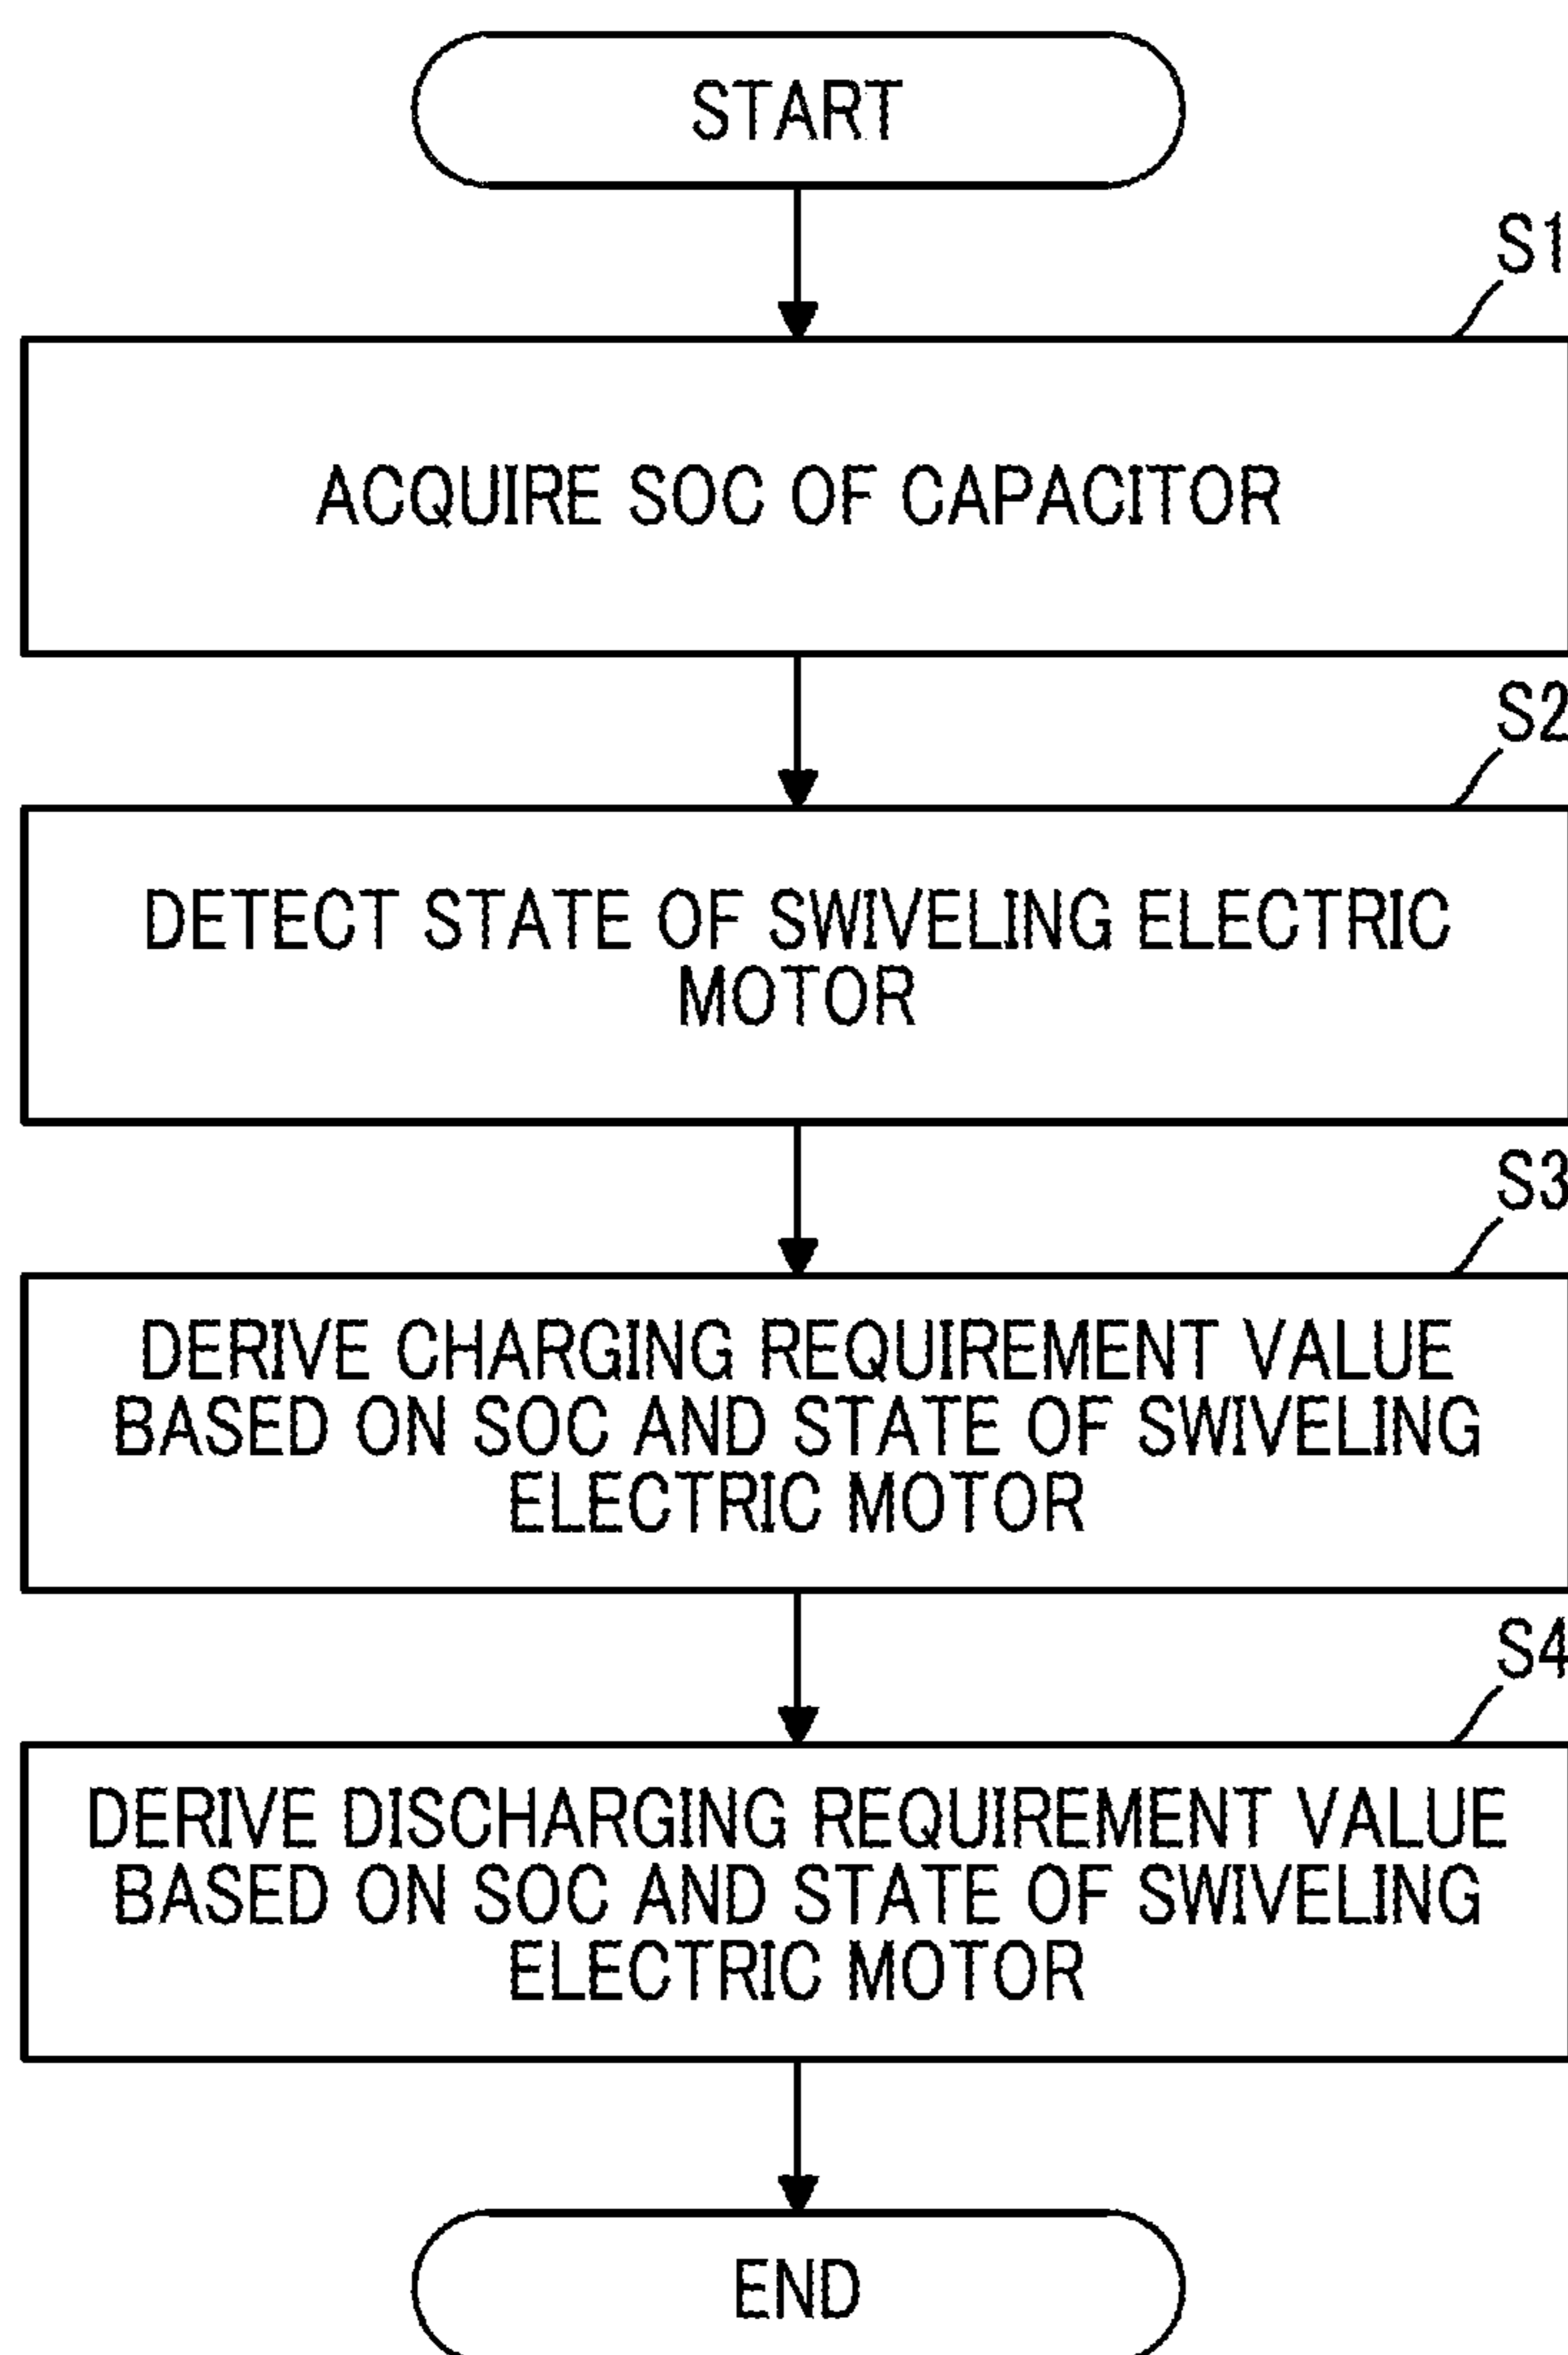 START
S1
ACQUIRE SOC OF CAPACITOR
S2
DETECT STATE OF SWIVELING ELECTRIC
MOTOR
S3
DERIVE CHARGING REQUIREMENT VALUE
BASED ON SOC AND STATE OF SWIVELING
ELECTRIC MOTOR
S4
DERIVE DISCHARGING REQUIREMENT VALUE
BASED ON SOC AND STATE OF SWIVELING
ELECTRIC MOTOR
END